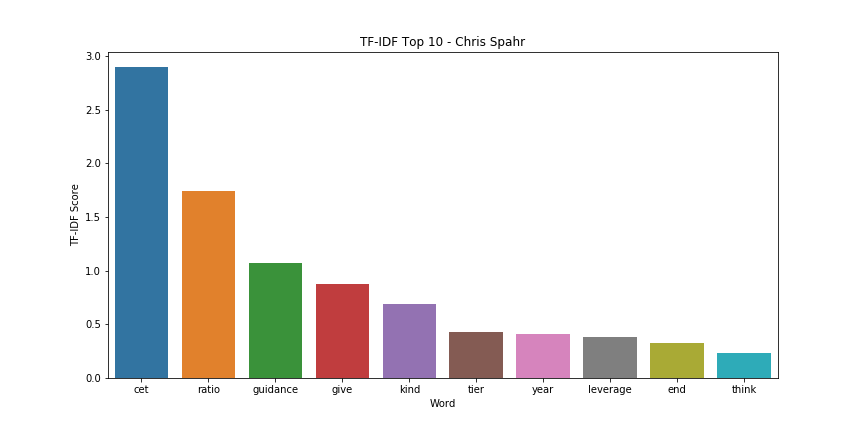 TF-IDF Top 10 - Chris Spahr
TF-IDF Score
3.0
2.5
2.0
1.5
1.0
0.5
0.0
cet ratio guidance give kind tier year leverage end think
Word